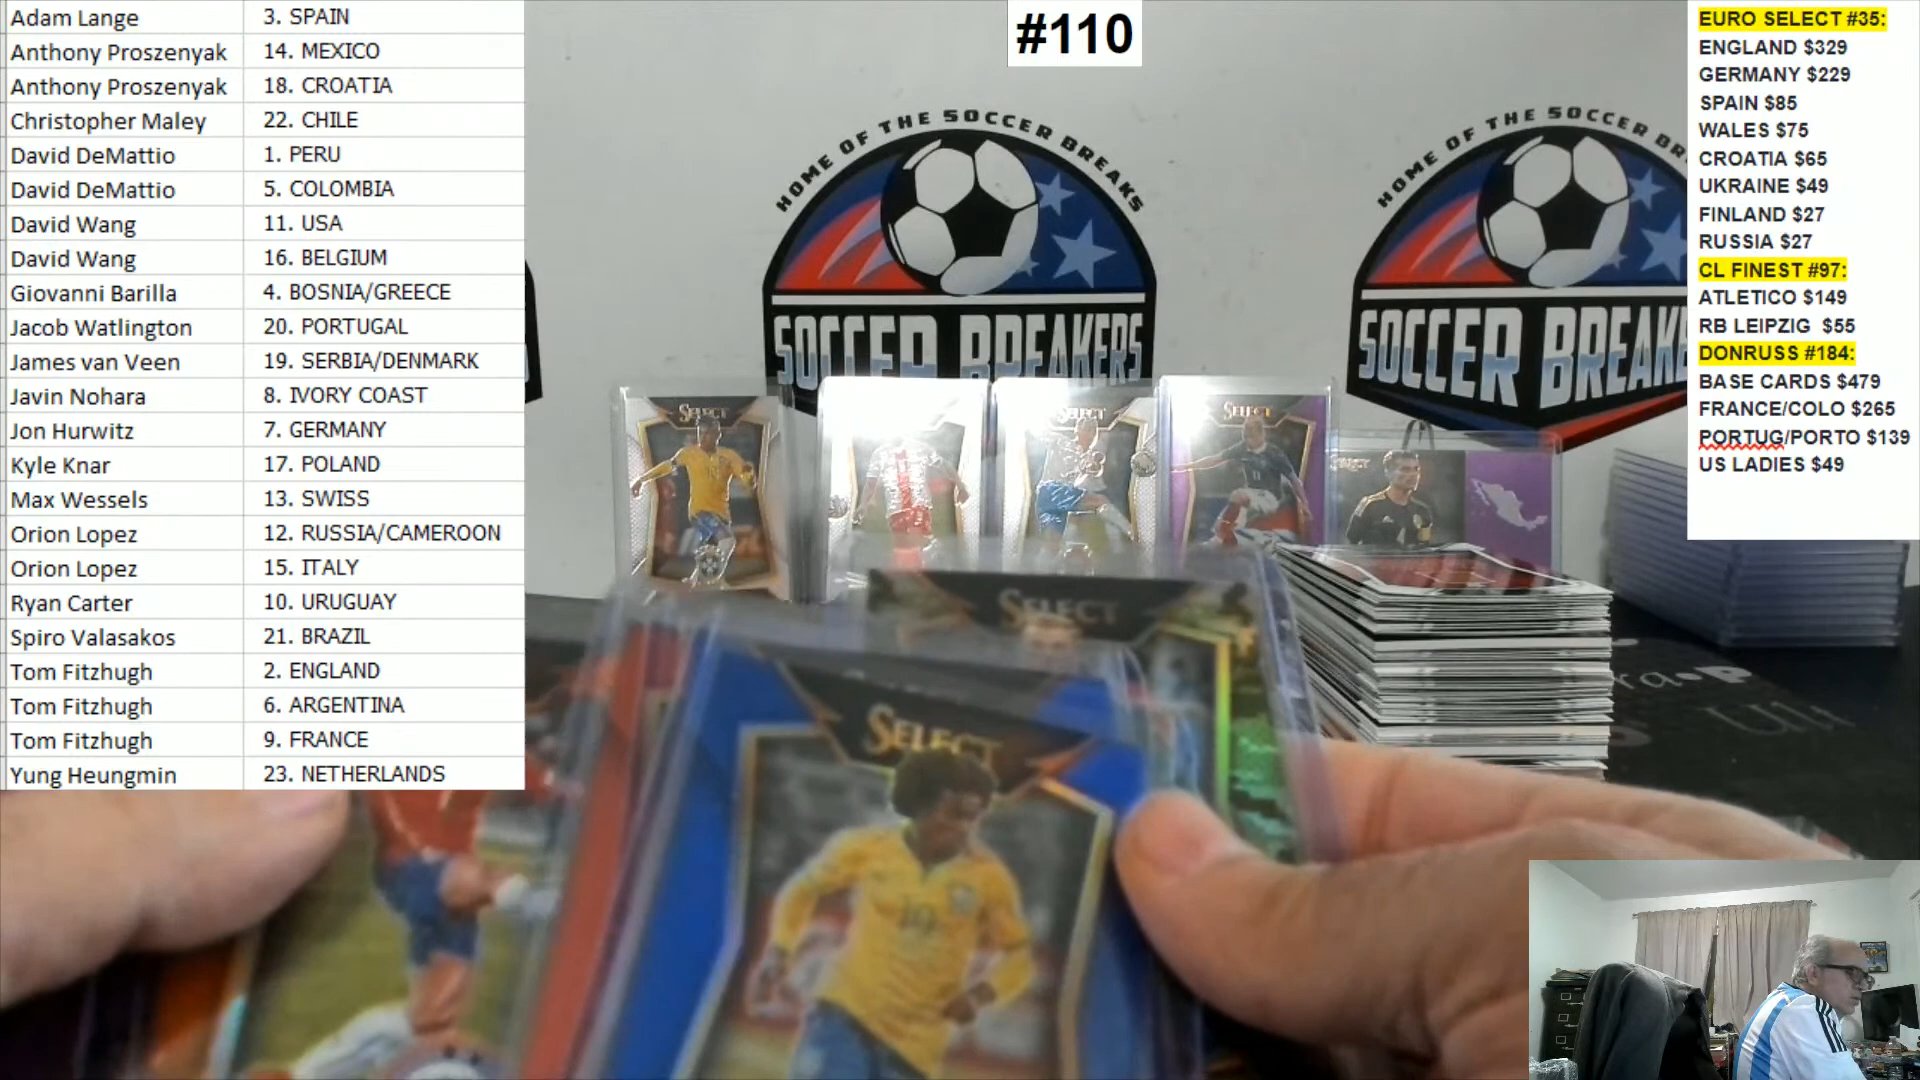 Adam Lange 3. SPAIN
Anthony Proszenyak 14. MEXICO
Anthony Proszenyak 18. CROATIA
Christopher Maley 22. CHILE
David DeMattio 1. PERU
David DeMattio 5. COLOMBIA
David Wang 11. USA
David Wang 16. BELGIUM
Giovanni Barilla 4. BOSNIA/GREECE
Jacob Watlington 20. PORTUGAL
James van Veen 19. SERBIA/DENMARK
Javin Nohara 8. IVORY COAST
Jon Hurwitz 7. GERMANY
Kyle Knar 17. POLAND
Max Wessels 13. SWISS
Orion Lopez 12. RUSSIA/CAMEROON
Orion Lopez 15. ITALY
Ryan Carter 10. URUGUAY
Spiro Valasakos 21. BRAZIL
Tom Fitzhugh 2. ENGLAND
Tom Fitzhugh 6. ARGENTINA
Tom Fitzhugh 9. FRANCE
Yung Heungmin 23. NETHERLANDS
#110
HOME OF THE SOCCER BREAKS
SOCCER BREAKERS
HOME OF THE SOCCER BR
SOCCER BREAKE
SELECT
SELECT
SELECT
SELECT
SELECT
EURO SELECT #35:
ENGLAND $329
GERMANY $229
SPAIN $85
WALES $75
CROATIA $65
UKRAINE $49
FINLAND $27
RUSSIA $27
CL FINEST #97:
ATLETICO $149
RB LEIPZIG $55
DONRUSS #184:
BASE CARDS $479
FRANCE/COLO $265
PORTUG/PORTO $139
US LADIES $49